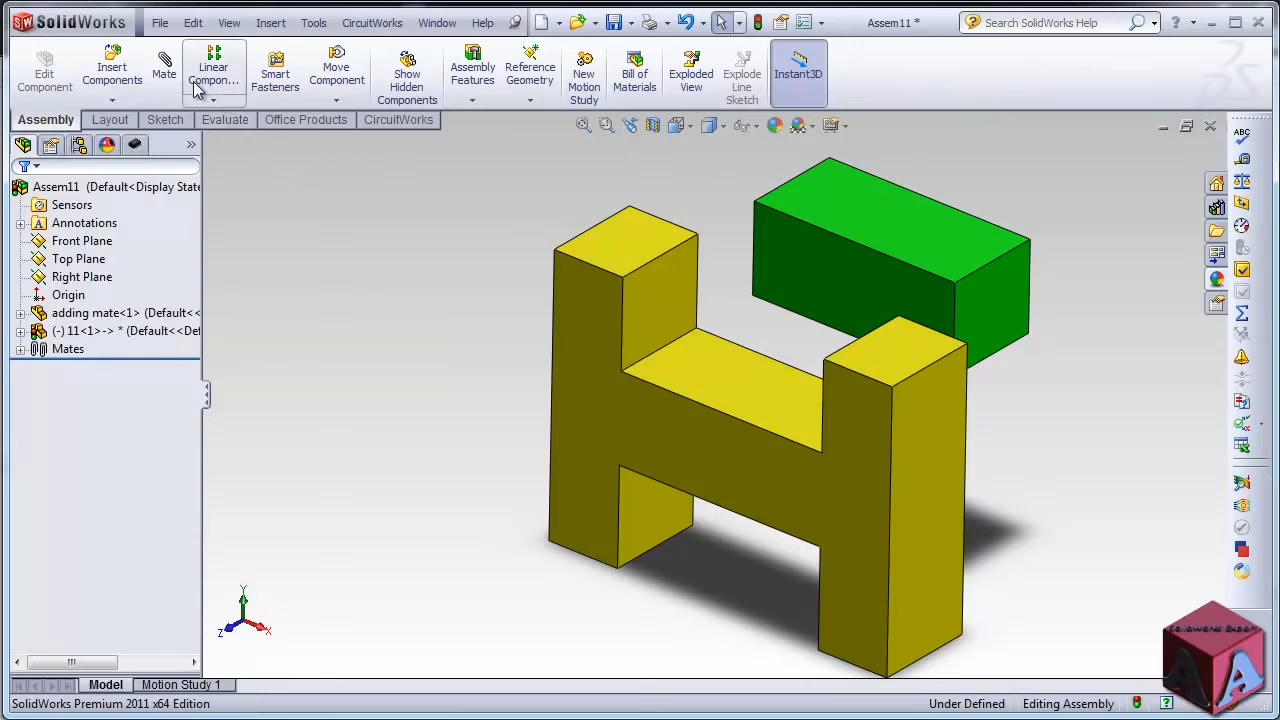 SolidWorks File Edit View Insert Tools CircuitWorks Window Help Assem11 * Search SolidWorks Help
Edit Component
Insert Components
Mate
Linear Compon...
Smart Fasteners
Move Component
Show Hidden Components
Assembly Features
Reference Geometry
New Motion Study
Bill of Materials
Exploded View
Explode Line Sketch
Instant3D
Assembly Layout Sketch Evaluate Office Products CircuitWorks
Assem11 (Default<Display State
Sensors
Annotations
Front Plane
Top Plane
Right Plane
Origin
adding mate<1> (Default<<
(-) 11<1>-> * (Default<<Def
Mates
Y
Z
X
ABC
Solidworks Expert
AA
Model Motion Study 1
SolidWorks Premium 2011 x64 Edition Under Defined Editing Assembly